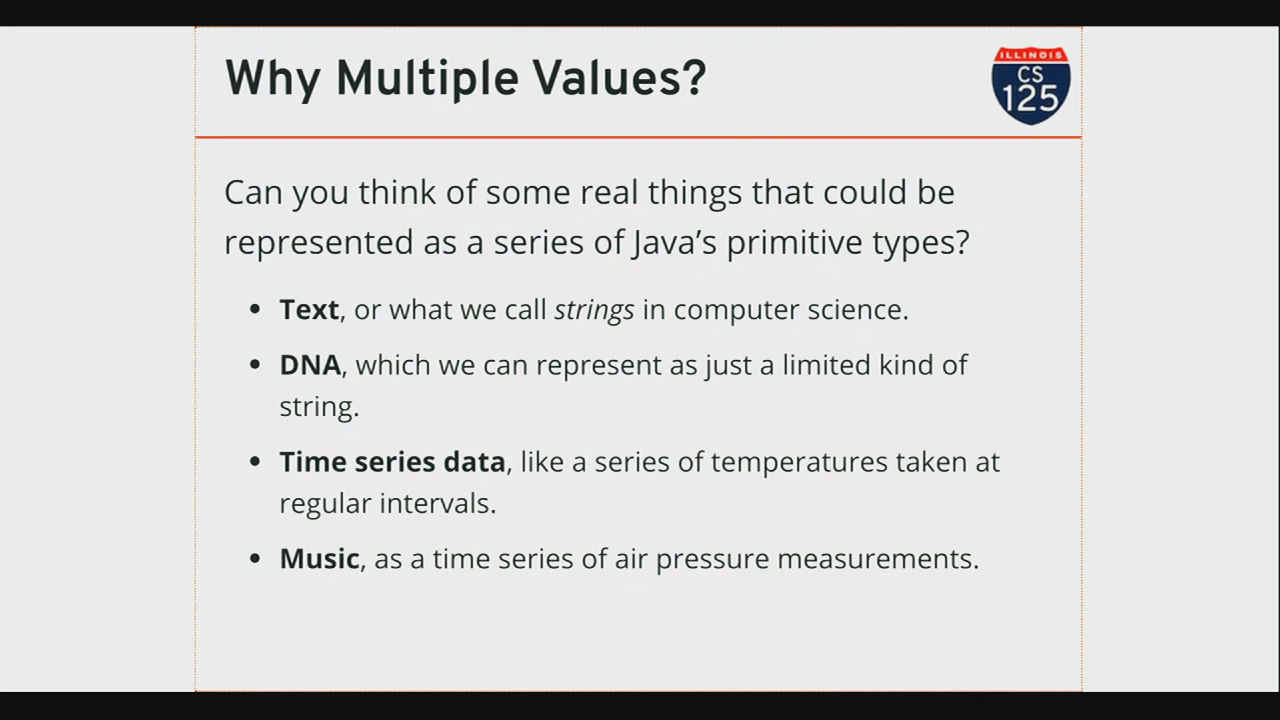 Why Multiple Values?
ILLINOIS
CS
125
Can you think of some real things that could be
represented as a series of Java’s primitive types?
• Text, or what we call strings in computer science.
• DNA, which we can represent as just a limited kind of
string.
• Time series data, like a series of temperatures taken at
regular intervals.
• Music, as a time series of air pressure measurements.